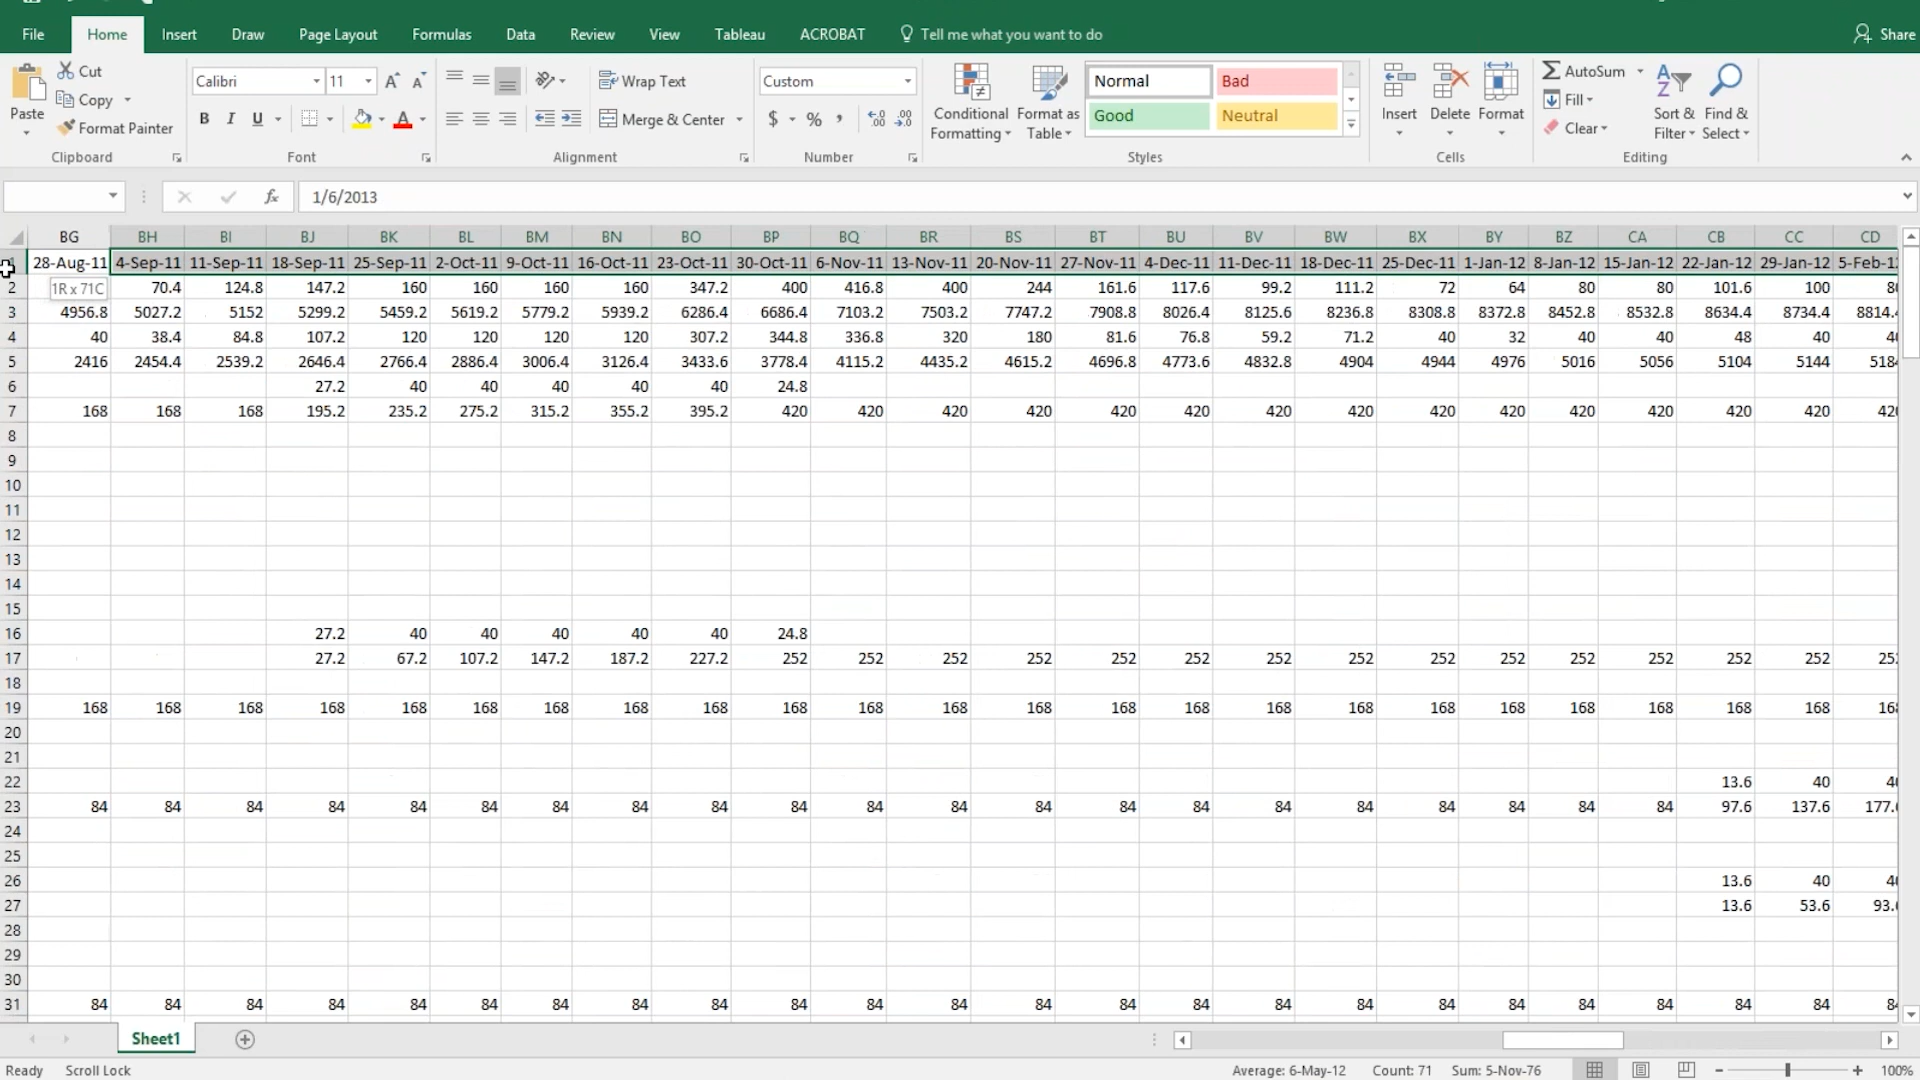 File Home Insert Draw Page Layout Formulas Data Review View Tableau ACROBAT Tell me what you want to do Share
Cut
Copy
Format Painter
Paste
Clipboard
Calibri 11
B I U
Font
Wrap Text
Merge & Center
Alignment
Custom
$ % ,
Number
Conditional Formatting
Format as Table
Normal Bad
Good Neutral
Styles
Insert Delete Format
Cells
AutoSum
Fill
Clear
Sort & Filter
Find & Select
Editing
fx 1/6/2013
BG BH BI BJ BK BL BM BN BO BP BQ BR BS BT BU BV BW BX BY BZ CA CB CC CD
28-Aug-11 4-Sep-11 11-Sep-11 18-Sep-11 25-Sep-11 2-Oct-11 9-Oct-11 16-Oct-11 23-Oct-11 30-Oct-11 6-Nov-11 13-Nov-11 20-Nov-11 27-Nov-11 4-Dec-11 11-Dec-11 18-Dec-11 25-Dec-11 1-Jan-12 8-Jan-12 15-Jan-12 22-Jan-12 29-Jan-12 5-Feb-1
2 1R x 71C 70.4 124.8 147.2 160 160 160 160 347.2 400 416.8 400 244 161.6 117.6 99.2 111.2 72 64 80 80 101.6 100
3 4956.8 5027.2 5152 5299.2 5459.2 5619.2 5779.2 5939.2 6286.4 6686.4 7103.2 7503.2 7747.2 7908.8 8026.4 8125.6 8236.8 8308.8 8372.8 8452.8 8532.8 8634.4 8734.4 8814.4
4 40 38.4 84.8 107.2 120 120 120 120 307.2 344.8 336.8 320 180 81.6 76.8 59.2 71.2 40 32 40 40 48 40
5 2416 2454.4 2539.2 2646.4 2766.4 2886.4 3006.4 3126.4 3433.6 3778.4 4115.2 4435.2 4615.2 4696.8 4773.6 4832.8 4904 4944 4976 5016 5056 5104 5144 5184
6 27.2 40 40 40 40 40 24.8
7 168 168 168 195.2 235.2 275.2 315.2 355.2 395.2 420 420 420 420 420 420 420 420 420 420 420 420 420 420 420
8
9
10
11
12
13
14
15
16 27.2 40 40 40 40 40 24.8
17 27.2 67.2 107.2 147.2 187.2 227.2 252 252 252 252 252 252 252 252 252 252 252 252 252 252 252
18
19 168 168 168 168 168 168 168 168 168 168 168 168 168 168 168 168 168 168 168 168 168 168 168 168
20
21
22 13.6 40
23 84 84 84 84 84 84 84 84 84 84 84 84 84 84 84 84 84 84 84 84 84 97.6 137.6 177.6
24
25
26 13.6 40
27 13.6 53.6 93.6
28
29
30
31 84 84 84 84 84 84 84 84 84 84 84 84 84 84 84 84 84 84 84 84 84 84 84 84
Sheet1
Ready Scroll Lock Average: 6-May-12 Count: 71 Sum: 5-Nov-76 100%